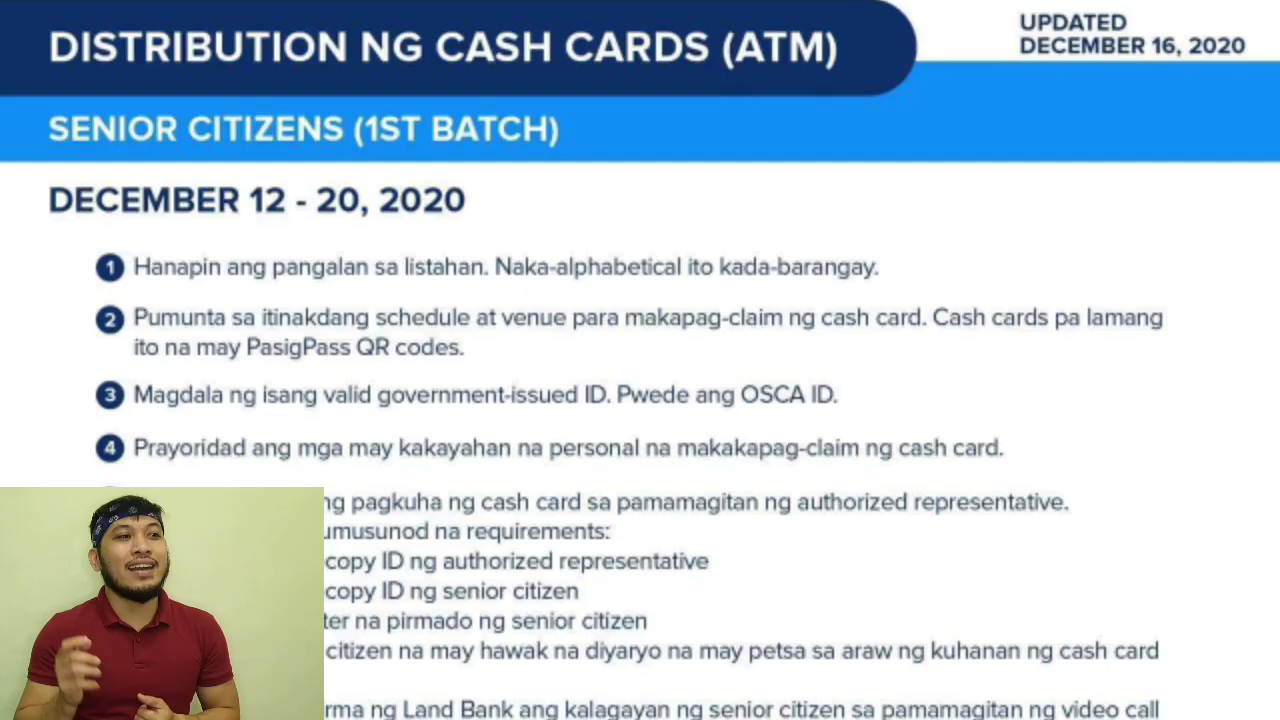 DISTRIBUTION NG CASH CARDS (ATM)
UPDATED
DECEMBER 16, 2020
SENIOR CITIZENS (1ST BATCH)
DECEMBER 12 - 20, 2020
1 Hanapin ang pangalan sa listahan. Naka-alphabetical ito kada-barangay.
2 Pumunta sa itinakdang schedule at venue para makapag-claim ng cash card. Cash cards pa lamang
ito na may PasigPass QR codes.
3 Magdala ng isang valid government-issued ID. Pwede ang OSCA ID.
4 Prayoridad ang mga may kakayahan na personal na makakapag-claim ng cash card.
ng pagkuha ng cash card sa pamamagitan ng authorized representative.
umusunod na requirements:
copy ID ng authorized representative
copy ID ng senior citizen
ter na pirmado ng senior citizen
citizen na may hawak na diyaryo na may petsa sa araw ng kuhanan ng cash card
rma ng Land Bank ang kalagayan ng senior citizen sa pamamagitan ng video call